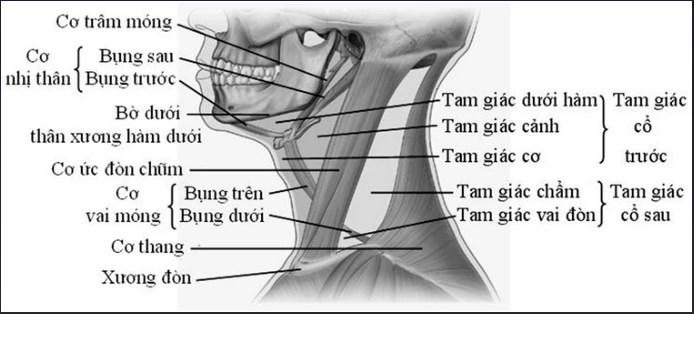 Cơ trâm móng
Cơ
nhị thân
Bụng sau
Bụng trước
Bờ dưới
thân xương hàm dưới
Cơ ức đòn chũm
Cơ
vai móng
Bụng trên
Bụng dưới
Cơ thang
Xương đòn
Tam giác dưới hàm
Tam giác cảnh
Tam giác cơ
Tam giác
cổ
trước
Tam giác chẩm
Tam giác vai đòn
Tam giác
cổ sau